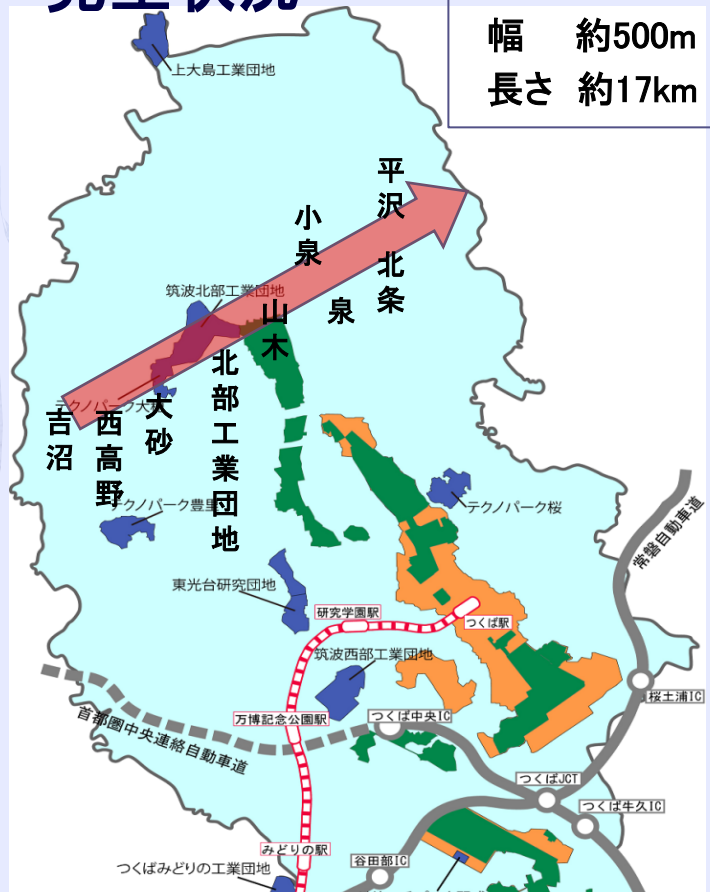 発生状況
幅 約500m
長さ 約17km
上大島工業団地
平沢
北条
小泉
泉
筑波北部工業団地
山木
北部工業団地
大砂
西高野
吉沼
テクノパーク豊里
テクノパーク桜
常磐自動車道
東光台研究団地
研究学園駅
つくば駅
筑波西部工業団地
桜土浦IC
万博記念公園駅
つくば中央IC
首都圏中央連絡自動車道
つくばJCT
つくば牛久IC
みどりの駅
谷田部IC
つくばみどりの工業団地